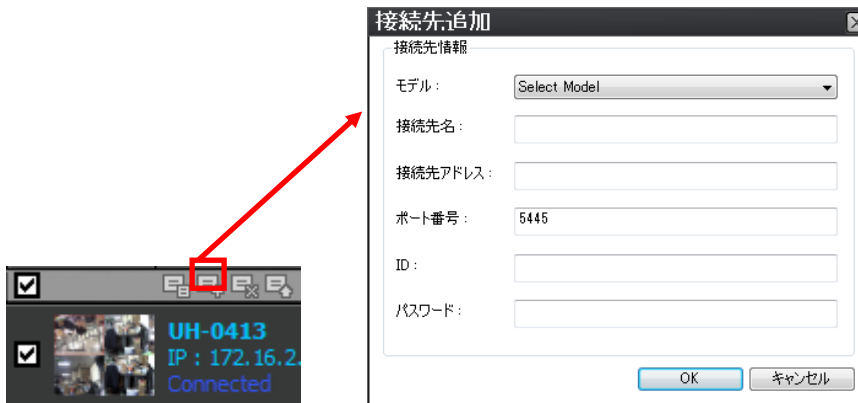 接続先追加
接続先情報
モデル：
Select Model
接続先名：
接続先アドレス：
ポート番号：
5445
ID：
パスワード：
OK
キャンセル
UH-0413
IP : 172.16.2.
Connected